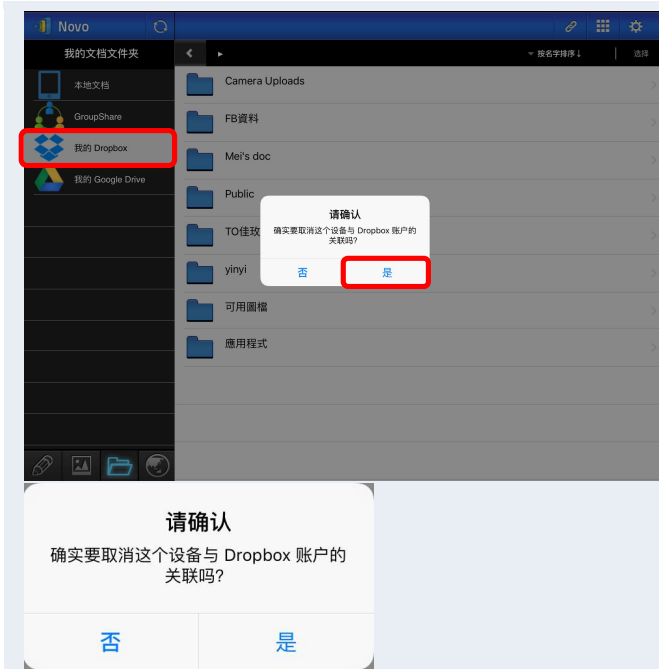 Novo
我的文档文件夹
按名字排序↓
选择
本地文档
GroupShare
我的 Dropbox
我的 Google Drive
Camera Uploads
FB資料
Mei's doc
Public
TO佳玫
yinyi
可用圖檔
應用程式
请确认
确实要取消这个设备与 Dropbox 账户的
关联吗?
否
是
请确认
确实要取消这个设备与 Dropbox 账户的
关联吗?
否
是